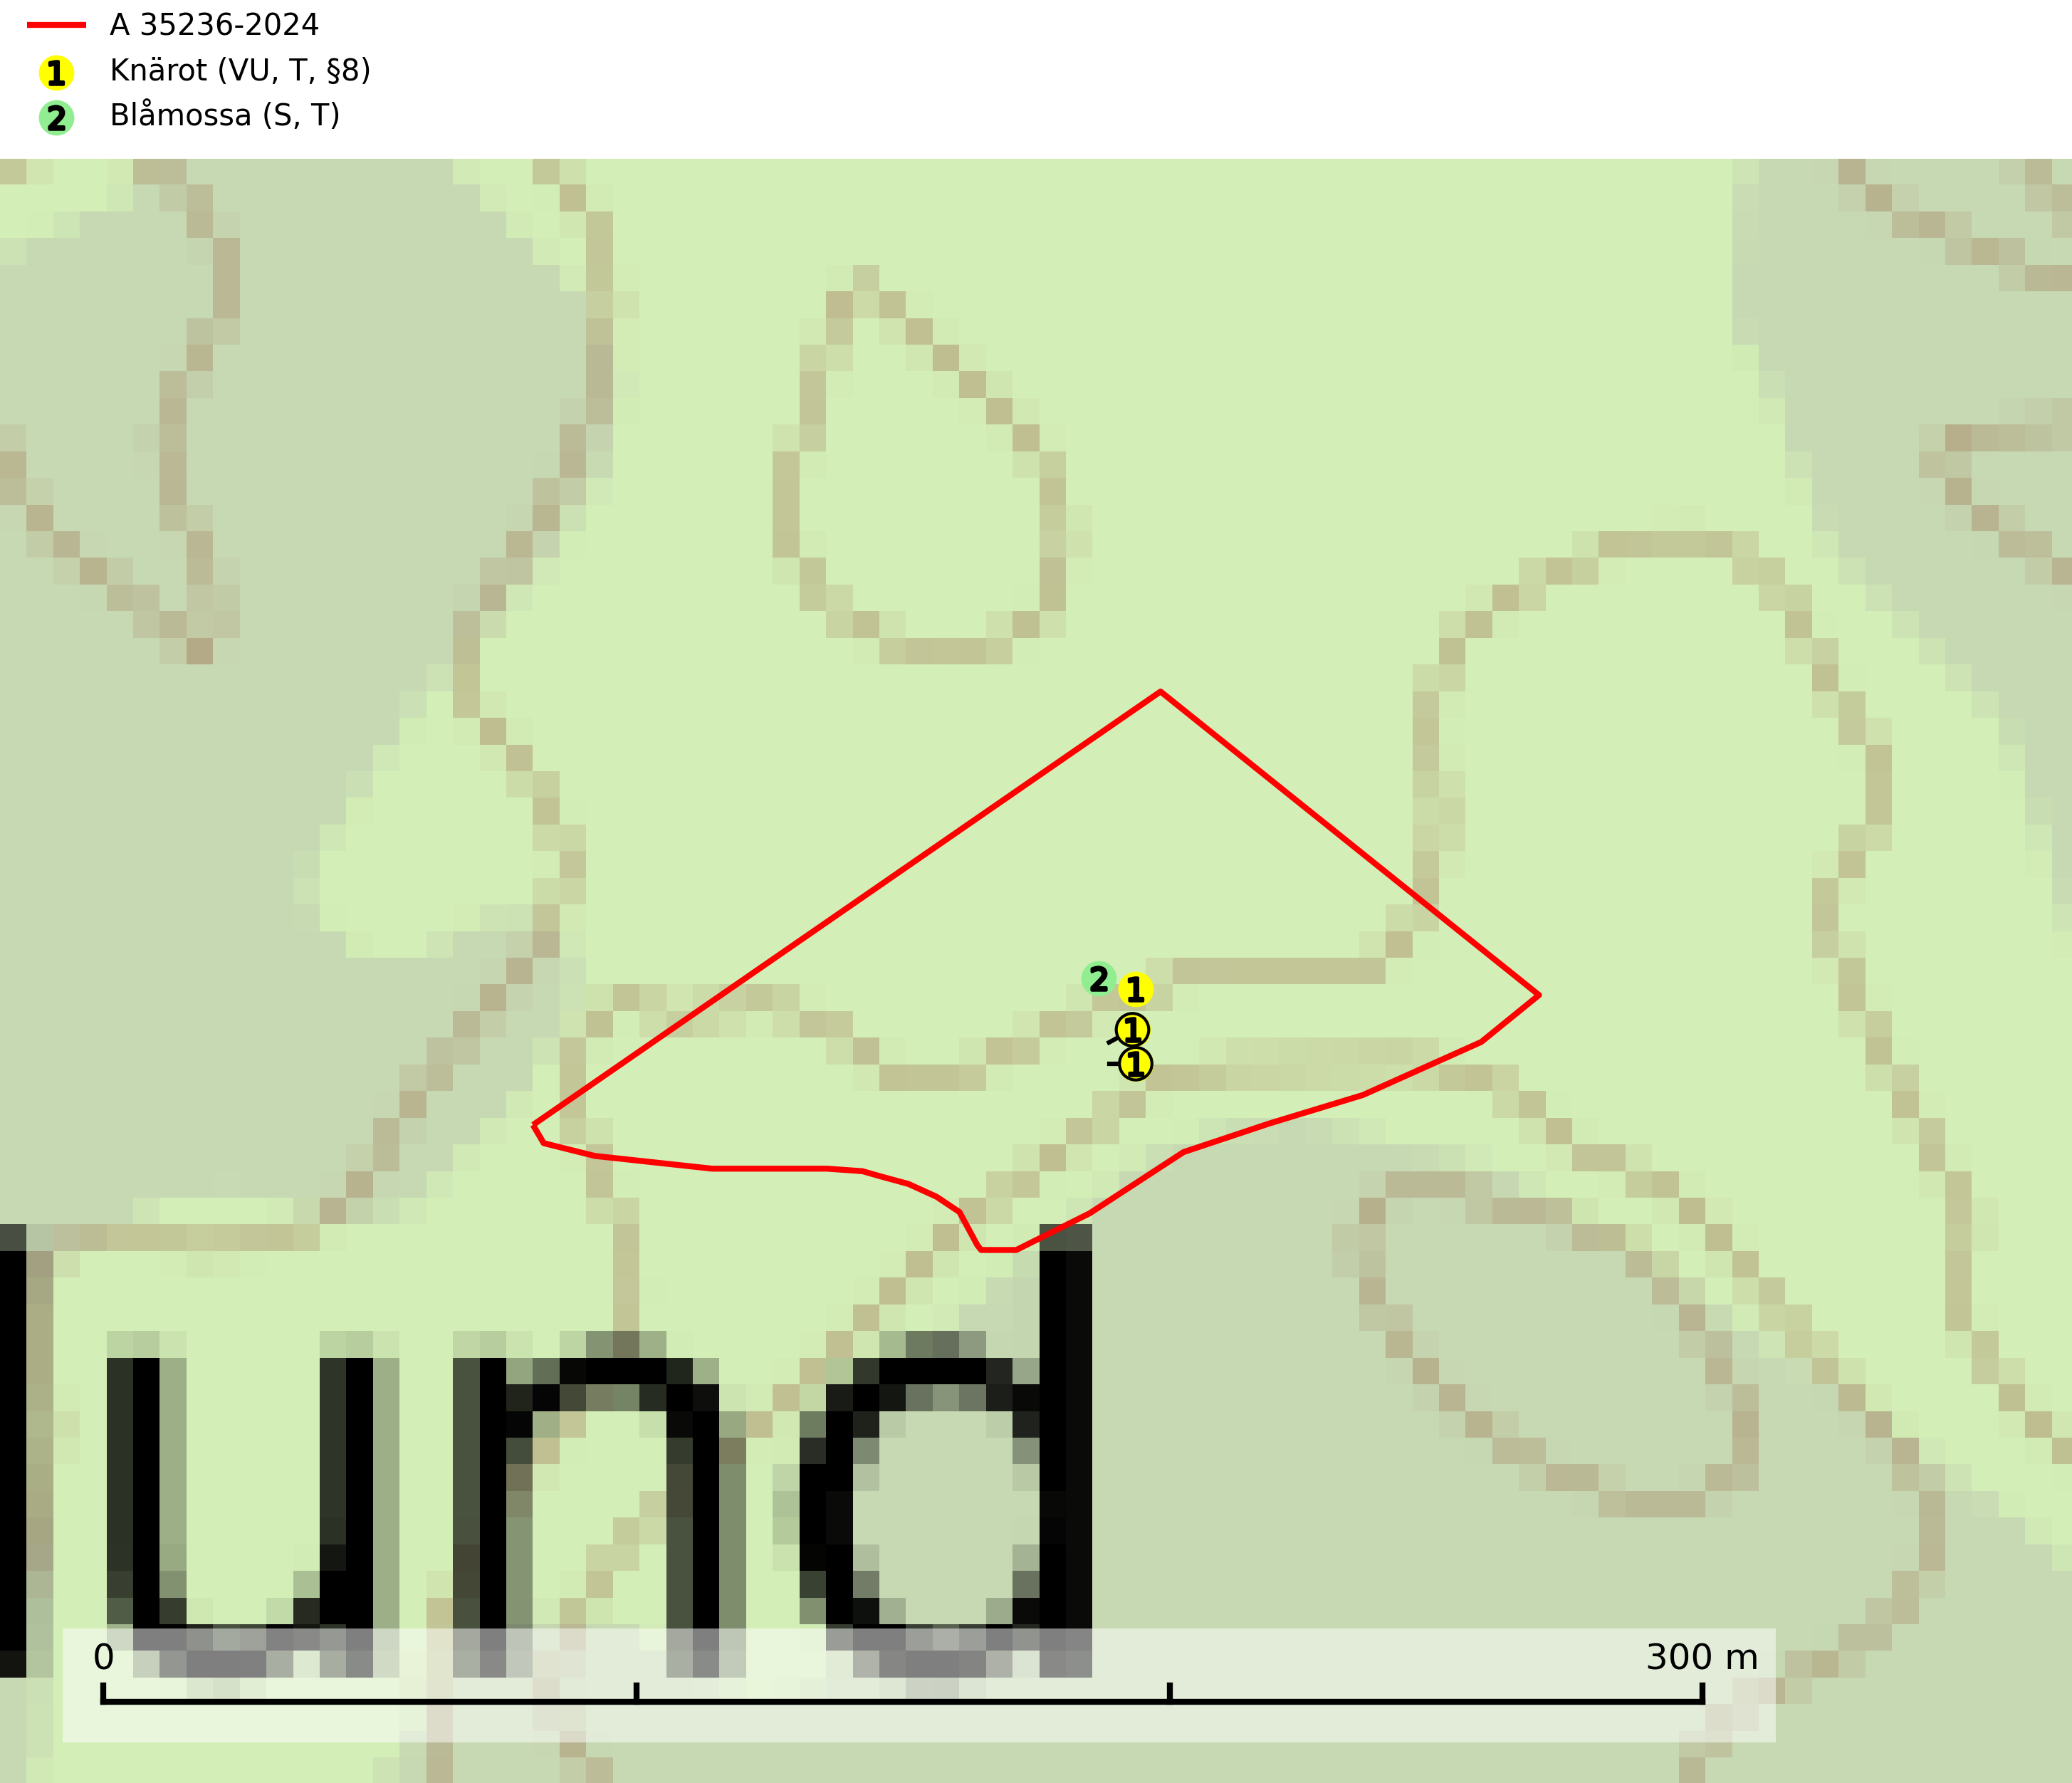 A 35236-2024
1 Knärot (VU, T, §8)
2 Blåmossa (S, T)
2 1
1
1
und
0 300 m